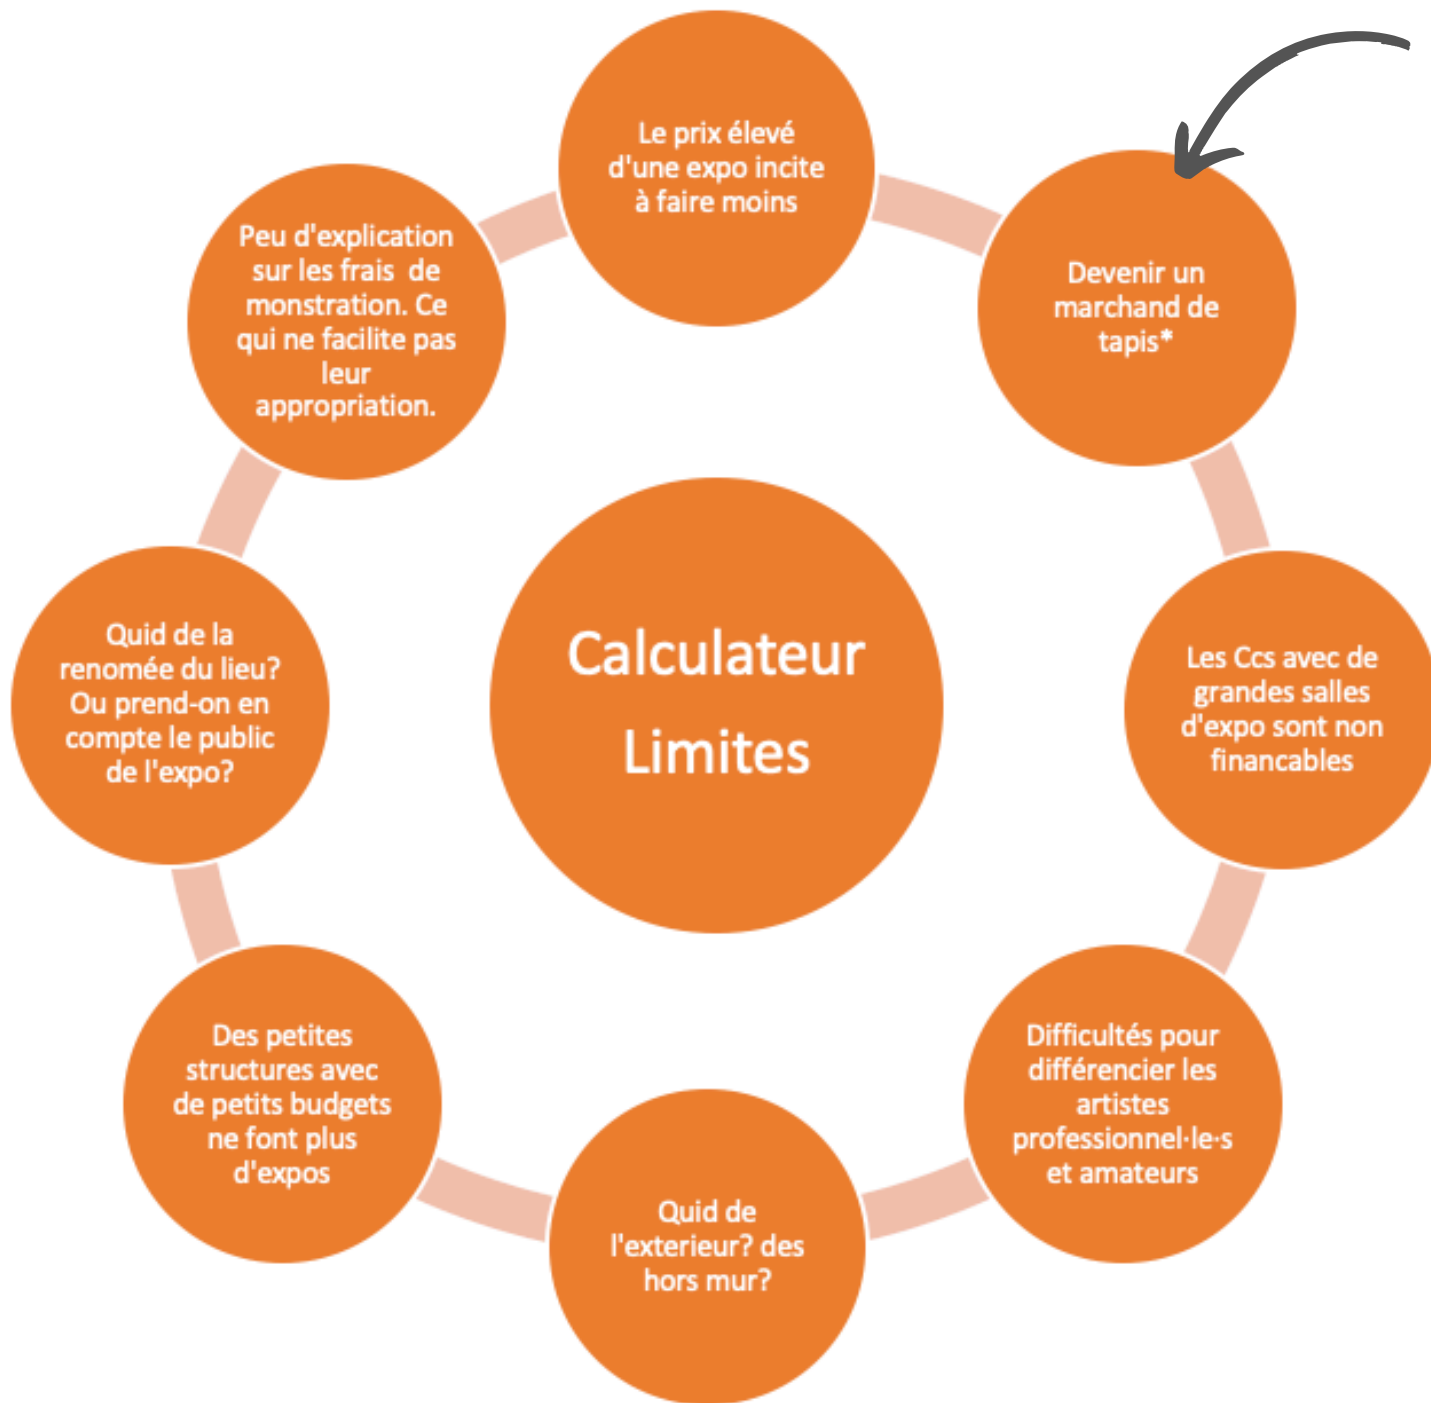 Le prix élevé
d'une expo incite
à faire moins
Devenir un
marchand de
tapis*
Les Ccs avec de
grandes salles
d'expo sont non
financables
Difficultés pour
différencier les
artistes
professionnel·le·s
et amateurs
Quid de
l'exterieur? des
hors mur?
Des petites
structures avec
de petits budgets
ne font plus
d'expos
Quid de la
renomée du lieu?
Ou prend-on en
compte le public
de l'expo?
Peu d'explication
sur les frais  de
monstration. Ce
qui ne facilite pas
leur
appropriation.
Calculateur
Limites